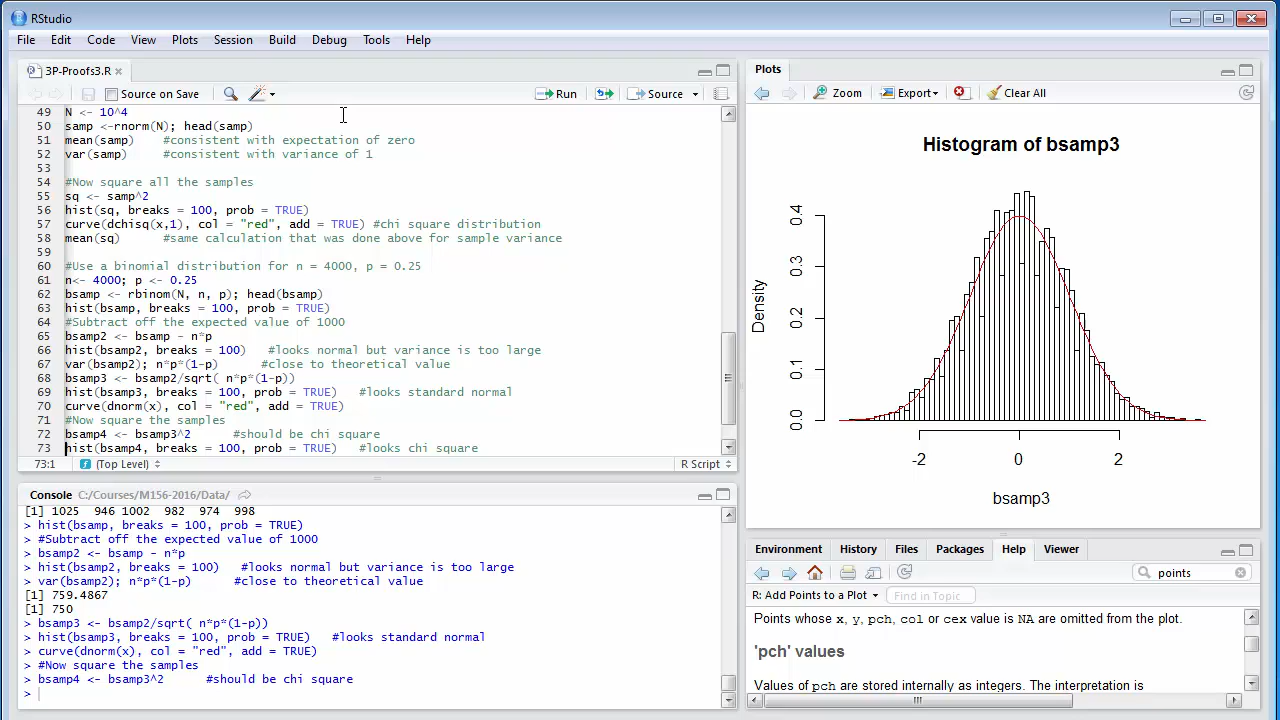 RStudio
File Edit Code View Plots Session Build Debug Tools Help
3P-Proofs3.R
Source on Save Run Source
49 N <- 10^4
50 samp <-rnorm(N); head(samp)
51 mean(samp) #consistent with expectation of zero
52 var(samp) #consistent with variance of 1
53
54 #Now square all the samples
55 sq <- samp^2
56 hist(sq, breaks = 100, prob = TRUE)
57 curve(dchisq(x,1), col = "red", add = TRUE) #chi square distribution
58 mean(sq) #same calculation that was done above for sample variance
59
60 #Use a binomial distribution for n = 4000, p = 0.25
61 n<- 4000; p <- 0.25
62 bsamp <- rbinom(N, n, p); head(bsamp)
63 hist(bsamp, breaks = 100, prob = TRUE)
64 #Subtract off the expected value of 1000
65 bsamp2 <- bsamp - n*p
66 hist(bsamp2, breaks = 100) #looks normal but variance is too large
67 var(bsamp2); n*p*(1-p) #close to theoretical value
68 bsamp3 <- bsamp2/sqrt( n*p*(1-p))
69 hist(bsamp3, breaks = 100, prob = TRUE) #looks standard normal
70 curve(dnorm(x), col = "red", add = TRUE)
71 #Now square the samples
72 bsamp4 <- bsamp3^2 #should be chi square
73 hist(bsamp4, breaks = 100, prob = TRUE) #looks chi square
73:1 (Top Level) R Script
Console C:/Courses/M156-2016/Data/
[1] 1025 946 1002 982 974 998
> hist(bsamp, breaks = 100, prob = TRUE)
> #Subtract off the expected value of 1000
> bsamp2 <- bsamp - n*p
> hist(bsamp2, breaks = 100) #looks normal but variance is too large
> var(bsamp2); n*p*(1-p) #close to theoretical value
[1] 759.4867
[1] 750
> bsamp3 <- bsamp2/sqrt( n*p*(1-p))
> hist(bsamp3, breaks = 100, prob = TRUE) #looks standard normal
> curve(dnorm(x), col = "red", add = TRUE)
> #Now square the samples
> bsamp4 <- bsamp3^2 #should be chi square
>
Plots
Zoom Export Clear All
Histogram of bsamp3
Density
0.4
0.3
0.2
0.1
0.0
-2 0 2
bsamp3
Environment History Files Packages Help Viewer
points
R: Add Points to a Plot Find in Topic
Points whose x, y, pch, col or cex value is NA are omitted from the plot.
'pch' values
Values of pch are stored internally as integers. The interpretation is